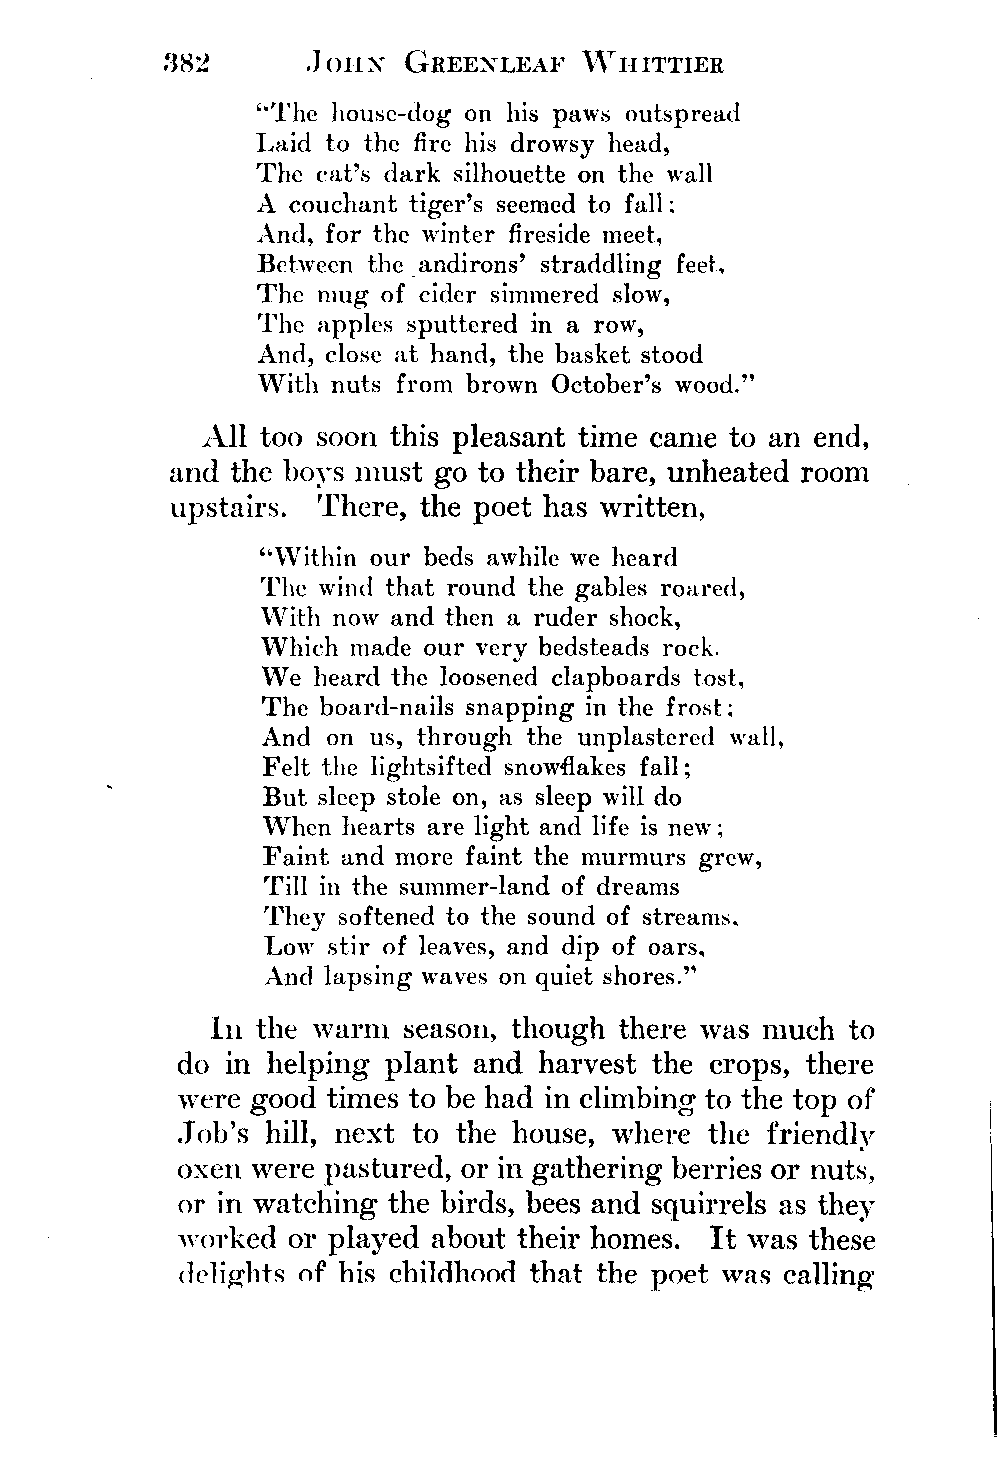 382 JOHN GREENLEAF WHITTIER
"The house-dog on his paws outspread
Laid to the fire his drowsy head,
The cat's dark silhouette on the wall
A couchant tiger's seemed to fall:
And, for the winter fireside meet,
Between the andirons' straddling feet,
The mug of cider simmered slow,
The apples sputtered in a row,
And, close at hand, the basket stood
With nuts from brown October's wood."
All too soon this pleasant time came to an end,
and the boys must go to their bare, unheated room
upstairs. There, the poet has written,
"Within our beds awhile we heard
The wind that round the gables roared,
With now and then a ruder shock,
Which made our very bedsteads rock.
We heard the loosened clapboards tost,
The board-nails snapping in the frost;
And on us, through the unplastered wall,
Felt the lightsifted snowflakes fall;
But sleep stole on, as sleep will do
When hearts are light and life is new;
Faint and more faint the murmurs grew,
Till in the summer-land of dreams
They softened to the sound of streams,
Low stir of leaves, and dip of oars,
And lapsing waves on quiet shores."
In the warm season, though there was much to
do in helping plant and harvest the crops, there
were good times to be had in climbing to the top of
Job's hill, next to the house, where the friendly
oxen were pastured, or in gathering berries or nuts,
or in watching the birds, bees and squirrels as they
worked or played about their homes. It was these
delights of his childhood that the poet was calling